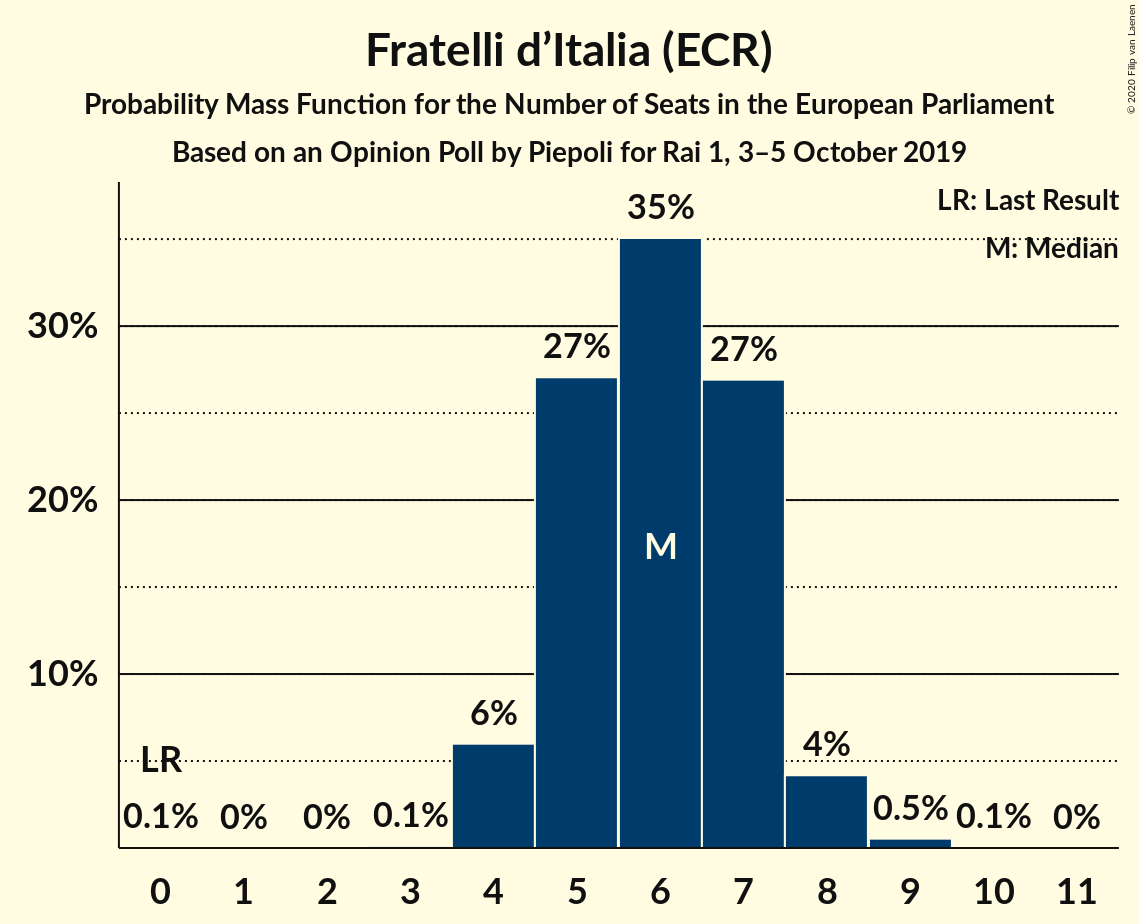 Fratelli d’Italia (ECR)
Probability Mass Function for the Number of Seats in the European Parliament
Based on an Opinion Poll by Piepoli for Rai 1, 3–5 October 2019
© 2020 Filip van Laenen
LR: Last Result
M: Median
35%
30%
27%
27%
20%
M
10%
6%
4%
LR
0.1%
0%
0%
0.1%
0.5%
0.1%
0%
0 1 2 3 4 5 6 7 8 9 10 11